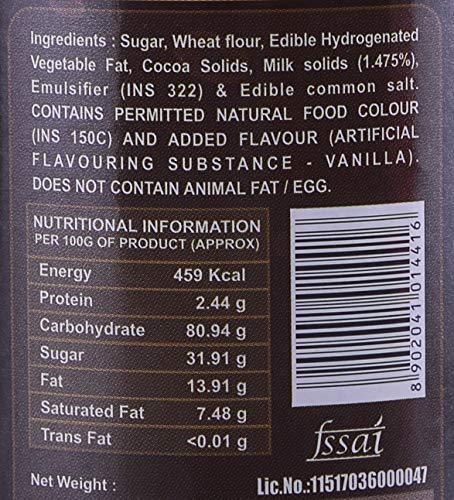 Ingredients : Sugar, Wheat flour, Edible Hydrogenated
Vegetable Fat, Cocoa Solids, Milk solids (1.475%),
Emulsifier (INS 322) & Edible common salt.
CONTAINS PERMITTED NATURAL FOOD COLOUR
(INS 150C) AND ADDED FLAVOUR (ARTIFICIAL
FLAVOURING SUBSTANCE - VANILLA).
DOES NOT CONTAIN ANIMAL FAT / EGG.
NUTRITIONAL INFORMATION
PER 100G OF PRODUCT (APPROX)
Energy 459 Kcal
Protein 2.44 g
Carbohydrate 80.94 g
Sugar 31.91 g
Fat 13.91 g
Saturated Fat 7.48 g
Trans Fat <0.01 g
8 902041 014416
fssai
Lic.No.:11517036000047
Net Weight :